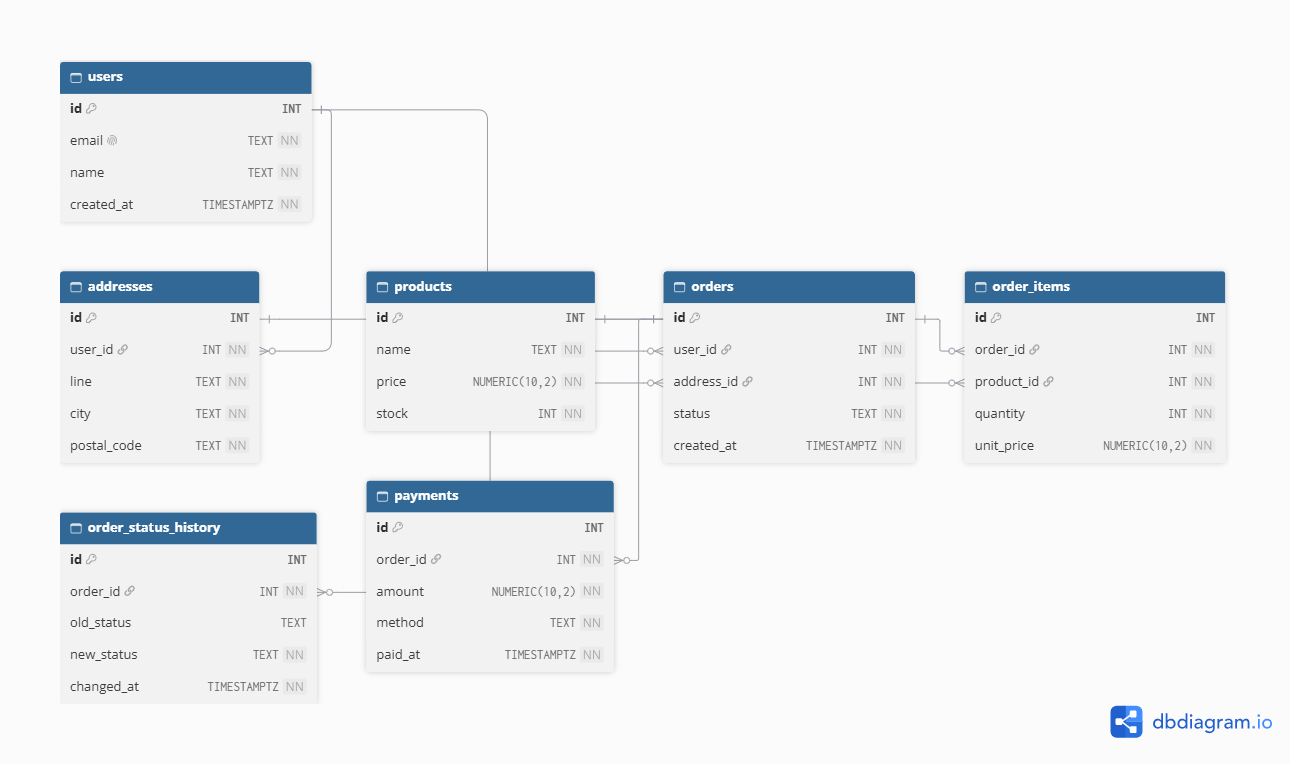 users
id INT
email TEXT NN
name TEXT NN
created_at TIMESTAMPTZ NN
addresses
id INT
user_id INT NN
line TEXT NN
city TEXT NN
postal_code TEXT NN
products
id INT
name TEXT NN
price NUMERIC(10,2) NN
stock INT NN
orders
id INT
user_id INT NN
address_id INT NN
status TEXT NN
created_at TIMESTAMPTZ NN
order_items
id INT
order_id INT NN
product_id INT NN
quantity INT NN
unit_price NUMERIC(10,2) NN
order_status_history
id INT
order_id INT NN
old_status TEXT
new_status TEXT NN
changed_at TIMESTAMPTZ NN
payments
id INT
order_id INT NN
amount NUMERIC(10,2) NN
method TEXT NN
paid_at TIMESTAMPTZ NN
dbdiagram.io